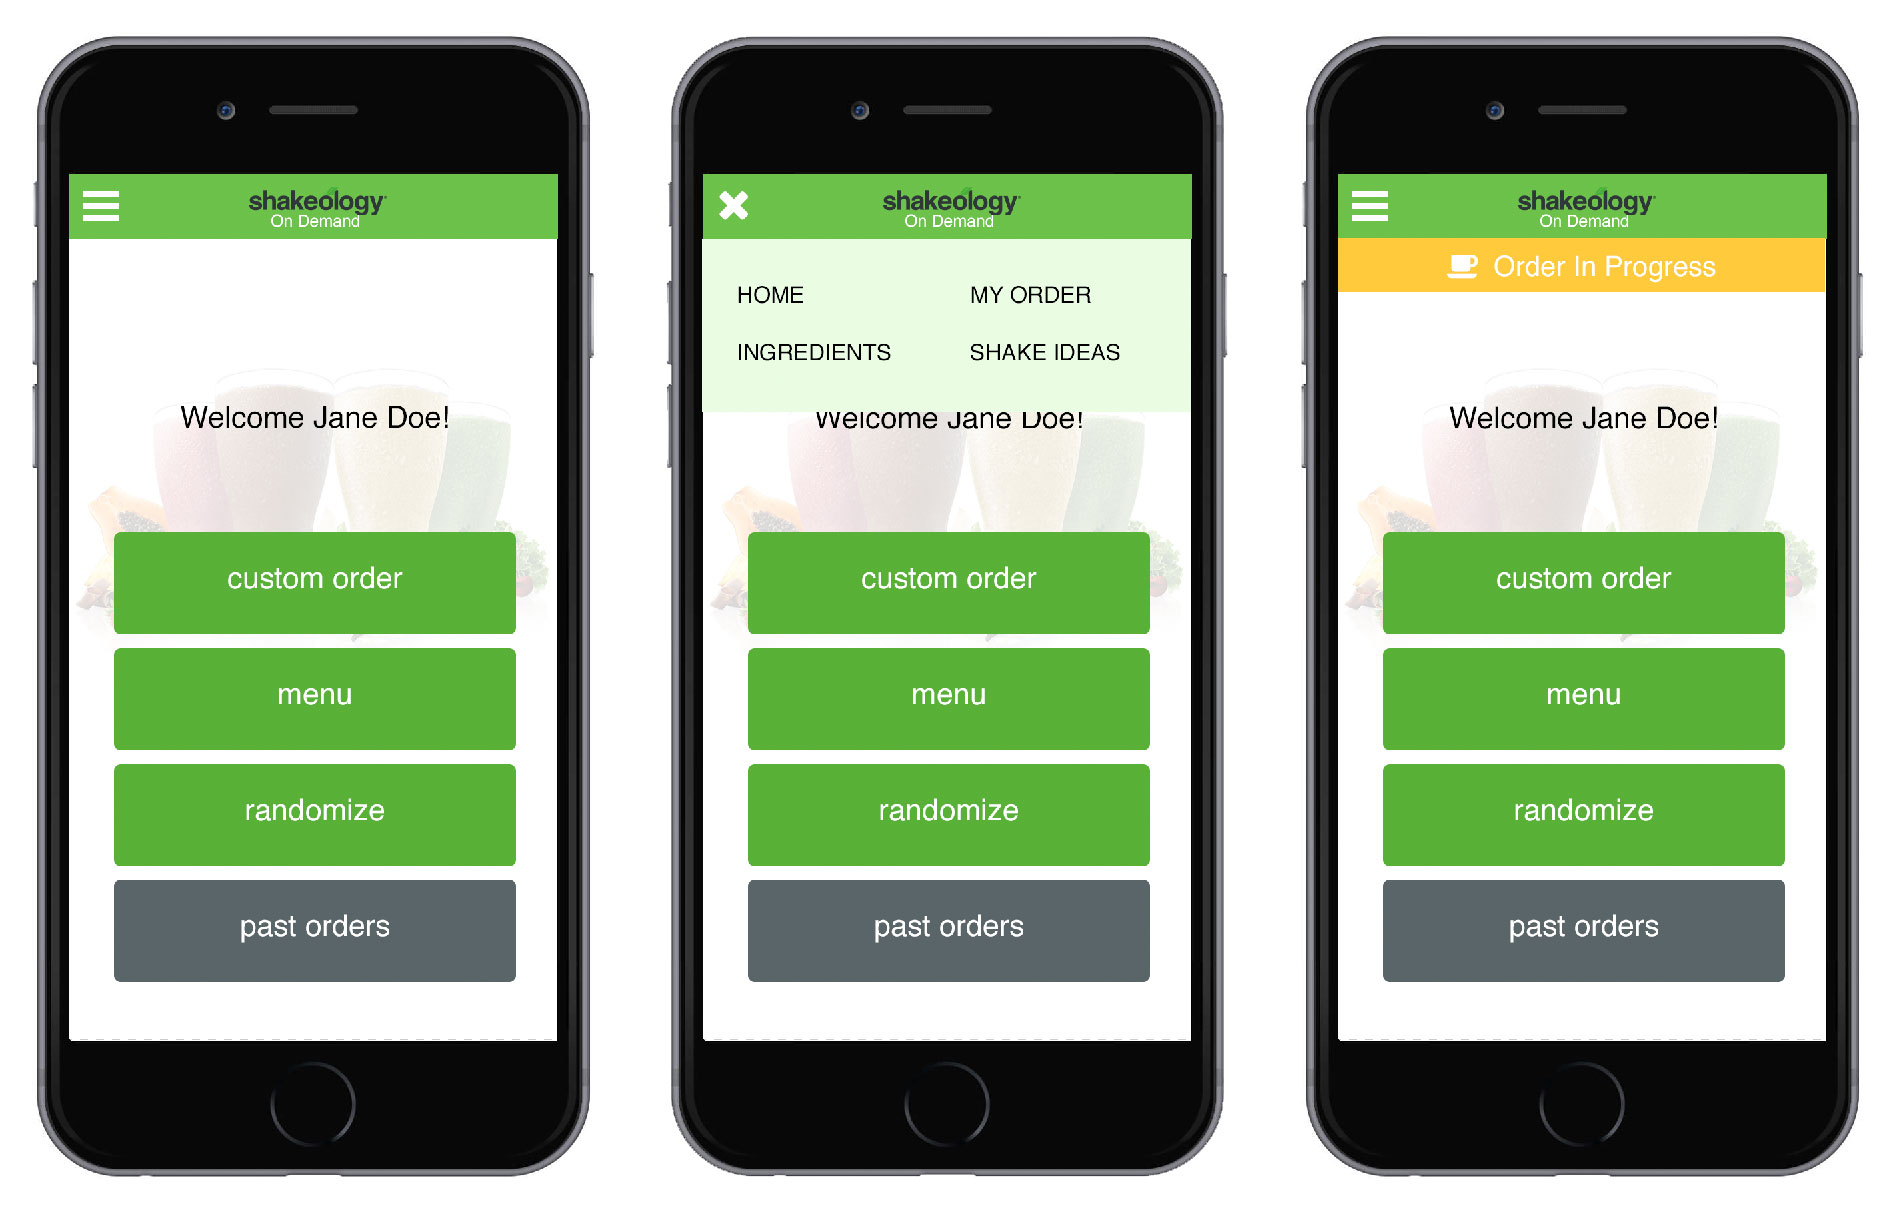 shakeology
On Demand
Welcome Jane Doe!
custom order
menu
randomize
past orders
shakeology
On Demand
HOME MY ORDER
INGREDIENTS SHAKE IDEAS
Welcome Jane Doe!
custom order
menu
randomize
past orders
shakeology
On Demand
Order In Progress
Welcome Jane Doe!
custom order
menu
randomize
past orders